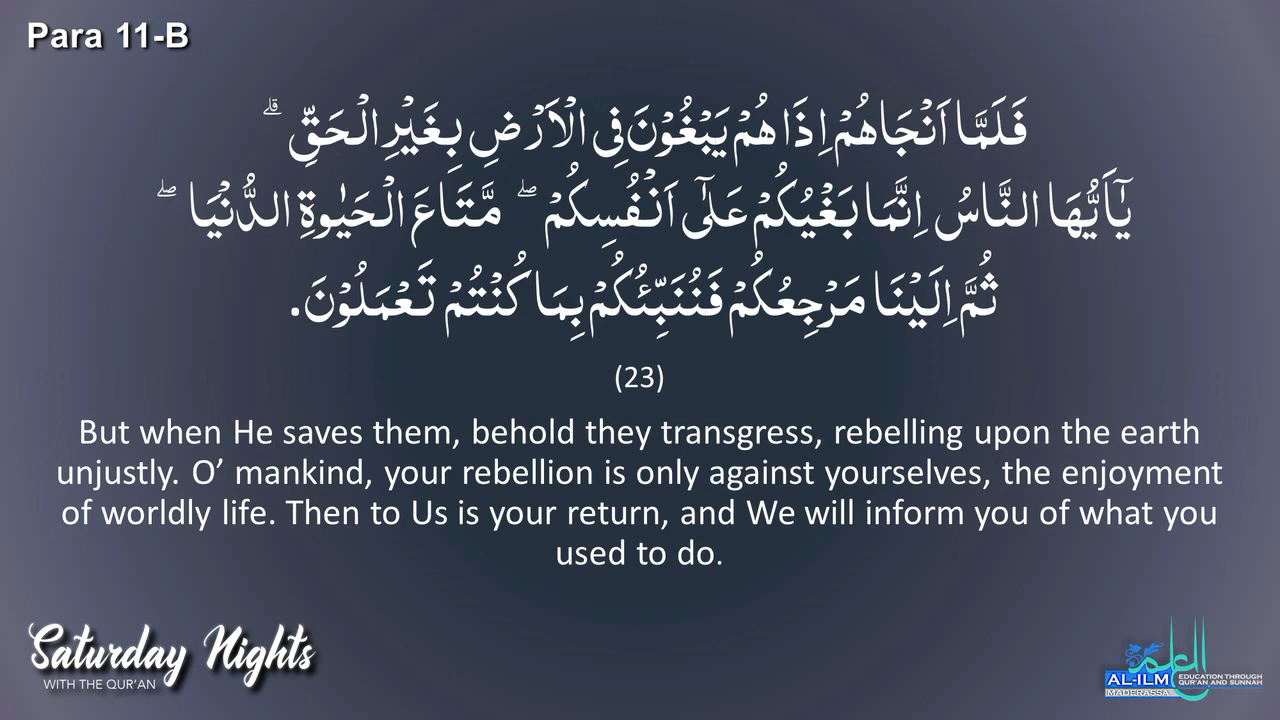 Para 11-B
فَلَمَّا اَنْجَاهُمْ اِذَا هُمْ يَبْغُوْنَ فِى الْاَرْضِ بِغَيْرِ الْحَقِّ ۗ
يٰٓاَيُّهَا النَّاسُ اِنَّمَا بَغْيُكُمْ عَلٰٓى اَنْفُسِكُمْ ۖ مَّتَاعَ الْحَيٰوةِ الدُّنْيَا ۖ
ثُمَّ اِلَيْنَا مَرْجِعُكُمْ فَنُنَبِّئُكُمْ بِمَا كُنْتُمْ تَعْمَلُوْنَ.
(23)
But when He saves them, behold they transgress, rebelling upon the earth
unjustly. O’ mankind, your rebellion is only against yourselves, the enjoyment
of worldly life. Then to Us is your return, and We will inform you of what you
used to do.
Saturday Nights
WITH THE QUR'AN
العلم
AL-ILM
MADERASSA
EDUCATION THROUGH
QUR'AN AND SUNNAH